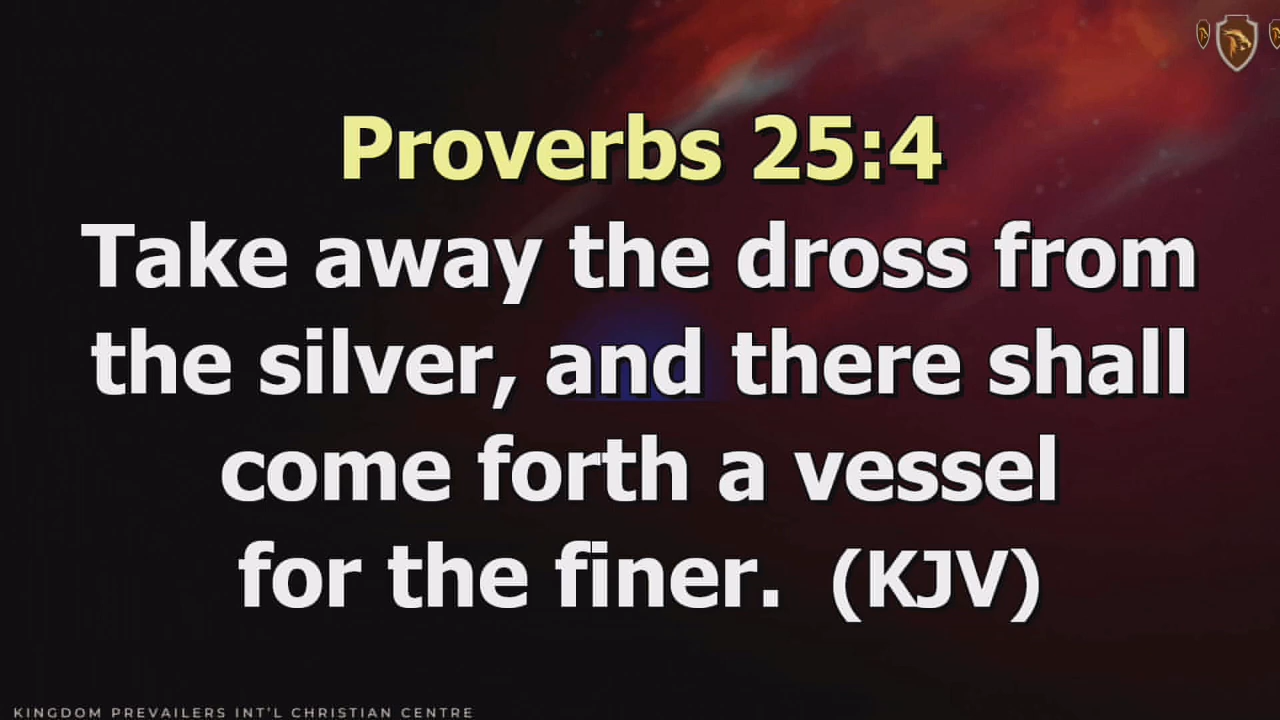 Proverbs 25:4
Take away the dross from
the silver, and there shall
come forth a vessel
for the finer. (KJV)
KINGDOM PREVAILERS INT'L CHRISTIAN CENTRE